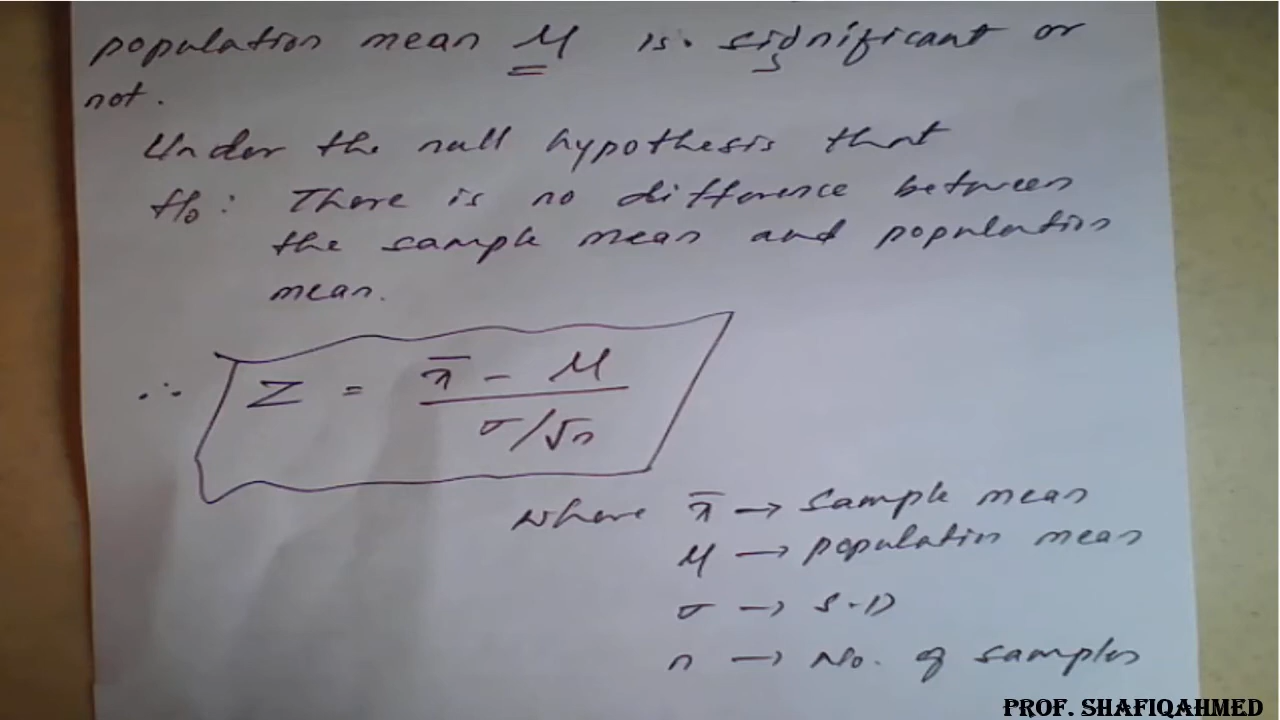 population mean μ is. significant or
not.
Under the null hypothesis that
H₀ : There is no difference between
the sample mean and population
mean.
∴ Z = x̄ - μ / σ/√n
where x̄ → sample mean
μ → population mean
σ → S.D
n → No. of samples
PROF. SHAFIQAHMED